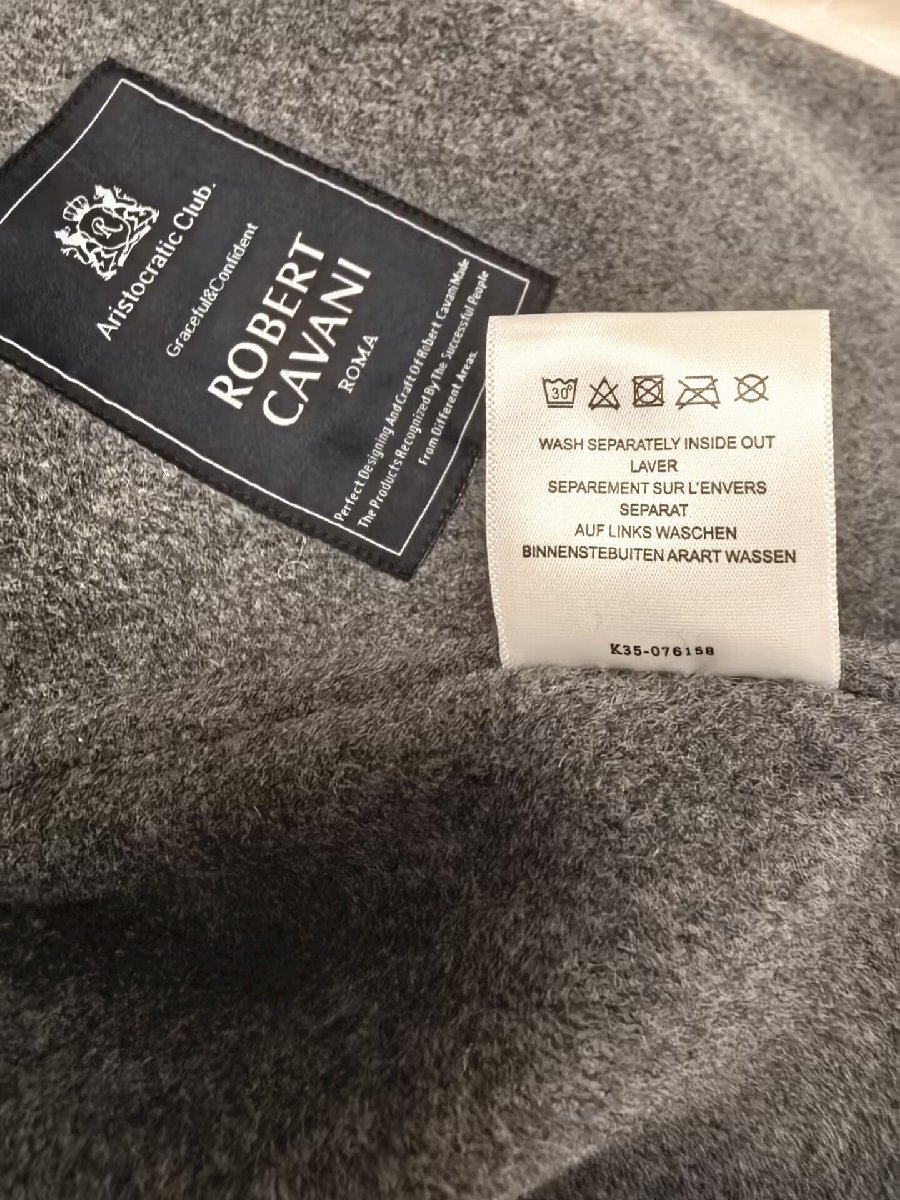 R
Aristocratic Club.
Graceful&Confident
ROBERT
CAVANI
ROMA
Perfect Designing And Craft Of Robert Cavani Made
The Products Recognized By The Successful People
From Different Areas.
30°
WASH SEPARATELY INSIDE OUT
LAVER
SEPAREMENT SUR L'ENVERS
SEPARAT
AUF LINKS WASCHEN
BINNENSTEBUITEN ARART WASSEN
K35-076158